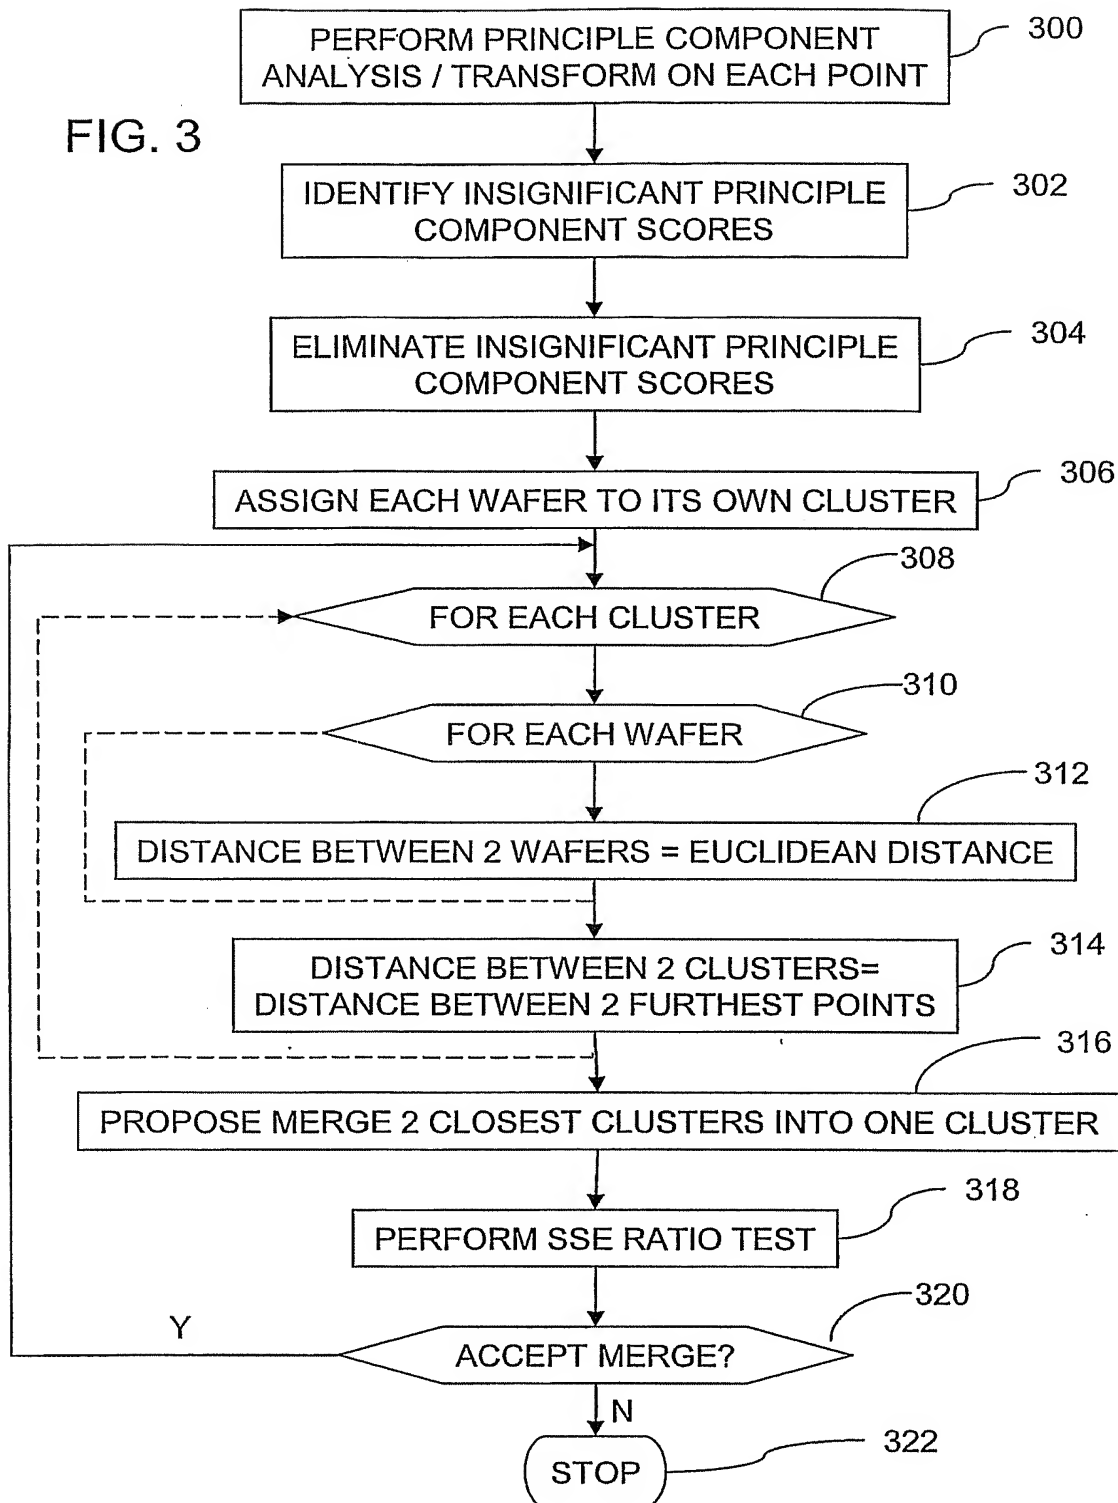 PERFORM PRINCIPLE COMPONENT
ANALYSIS / TRANSFORM ON EACH POINT
300
FIG. 3
IDENTIFY INSIGNIFICANT PRINCIPLE
COMPONENT SCORES
302
ELIMINATE INSIGNIFICANT PRINCIPLE
COMPONENT SCORES
304
ASSIGN EACH WAFER TO ITS OWN CLUSTER
306
FOR EACH CLUSTER
308
FOR EACH WAFER
310
DISTANCE BETWEEN 2 WAFERS = EUCLIDEAN DISTANCE
312
DISTANCE BETWEEN 2 CLUSTERS=
DISTANCE BETWEEN 2 FURTHEST POINTS
314
PROPOSE MERGE 2 CLOSEST CLUSTERS INTO ONE CLUSTER
316
PERFORM SSE RATIO TEST
318
ACCEPT MERGE?
320
Y
N
STOP
322